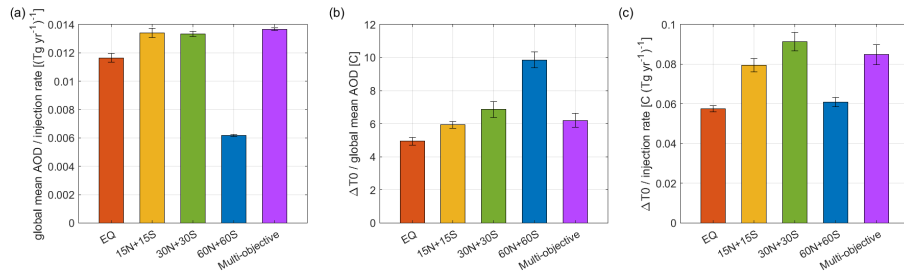 (a)
global mean AOD / injection rate [(Tg yr⁻¹)⁻¹]
0.014
0.012
0.01
0.008
0.006
0.004
0.002
0
EQ
15N+15S
30N+30S
60N+60S
Multi-objective
(b)
Δ T0 / global mean AOD [C]
12
10
8
6
4
2
0
EQ
15N+15S
30N+30S
60N+60S
Multi-objective
(c)
Δ T0 / injection rate [C (Tg yr⁻¹)⁻¹]
0.1
0.08
0.06
0.04
0.02
0
EQ
15N+15S
30N+30S
60N+60S
Multi-objective